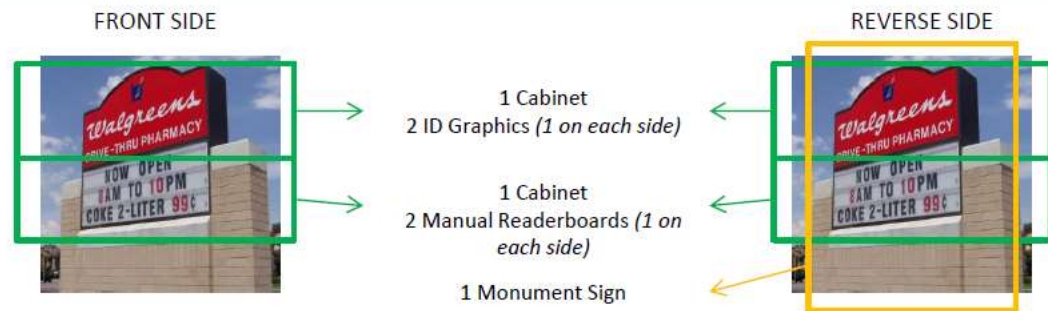 FRONT SIDE
REVERSE SIDE
Walgreens
DRIVE-THRU PHARMACY
NOW OPEN
8AM TO 10PM
COKE 2-LITER 99¢
1 Cabinet
2 ID Graphics (1 on each side)
1 Cabinet
2 Manual Readerboards (1 on
each side)
1 Monument Sign
Walgreens
DRIVE-THRU PHARMACY
NOW OPEN
8AM TO 10PM
COKE 2-LITER 99¢